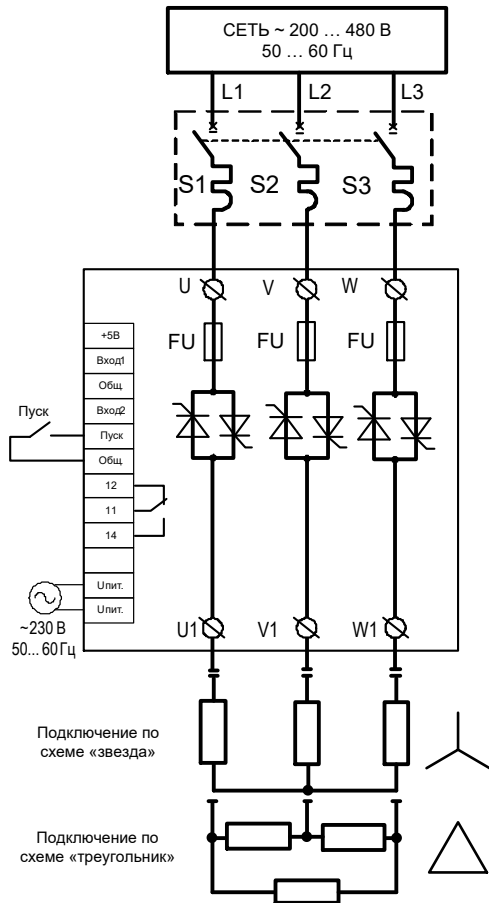 СЕТЬ ~ 200 ... 480 В
50 ... 60 Гц
L1 L2 L3
S1 S2 S3
U V W
FU FU FU
+5В
Вход1
Общ.
Вход2
Пуск
Пуск
Общ.
12
11
14
Uпит.
Uпит.
~230 В
50... 60 Гц
U1 V1 W1
Подключение по
схеме «звезда»
Подключение по
схеме «треугольник»